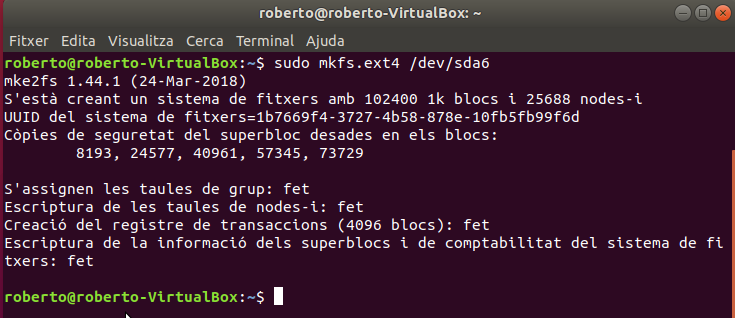 roberto@roberto-VirtualBox: ~
Fitxer Edita Visualitza Cerca Terminal Ajuda
roberto@roberto-VirtualBox:~$ sudo mkfs.ext4 /dev/sda6
mke2fs 1.44.1 (24-Mar-2018)
S'està creant un sistema de fitxers amb 102400 1k blocs i 25688 nodes-i
UUID del sistema de fitxers=1b7669f4-3727-4b58-878e-10fb5fb99f6d
Còpies de seguretat del superbloc desades en els blocs:
        8193, 24577, 40961, 57345, 73729
S'assignen les taules de grup: fet
Escriptura de les taules de nodes-i: fet
Creació del registre de transaccions (4096 blocs): fet
Escriptura de la informació dels superblocs i de comptabilitat del sistema de fi
txers: fet
roberto@roberto-VirtualBox:~$